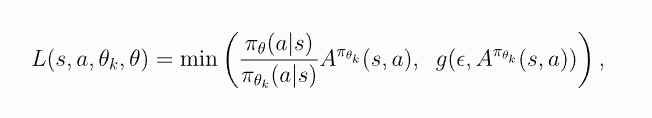 L(s, a, θ_k, θ) = min ( π_θ(a|s) / π_{θ_k}(a|s) A^{π_{θ_k}}(s, a), g(ϵ, A^{π_{θ_k}}(s, a)) ),